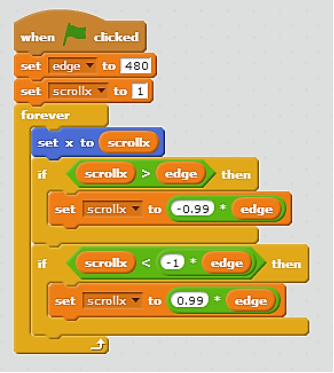 when clicked
set edge to 480
set scrollx to 1
forever
set x to scrollx
if scrollx > edge then
set scrollx to -0.99 * edge
if scrollx < -1 * edge then
set scrollx to 0.99 * edge